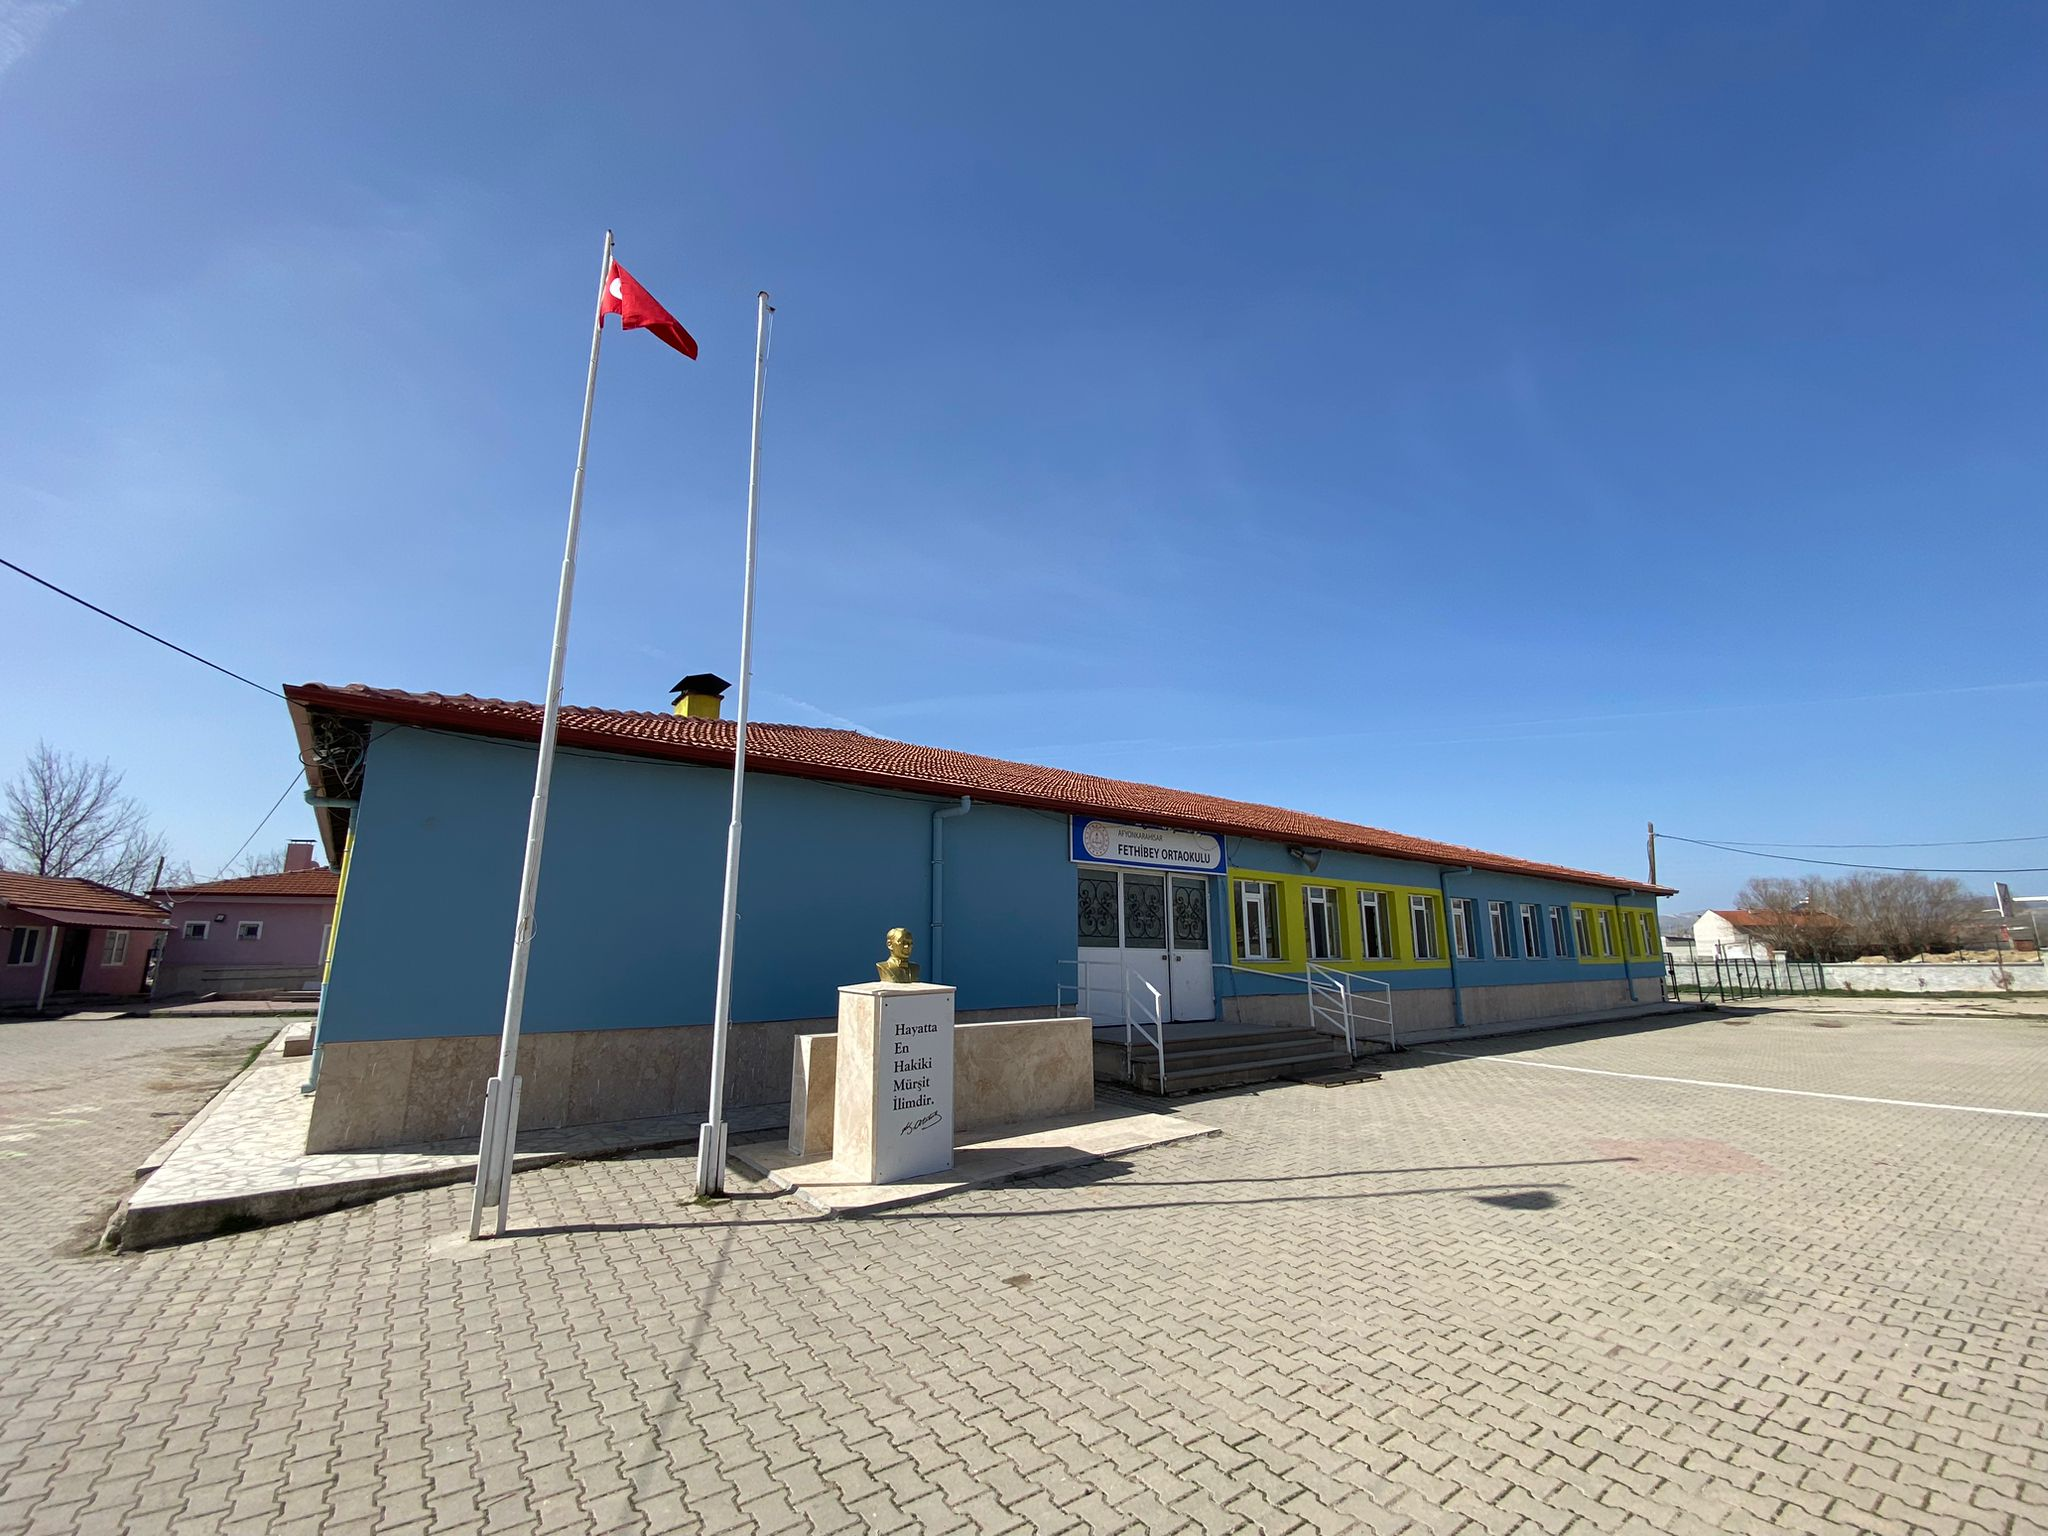 AFYONKARAHİSAR
FETHİBEY ORTAOKULU
Hayatta
En
Hakiki
Mürşit
İlimdir.